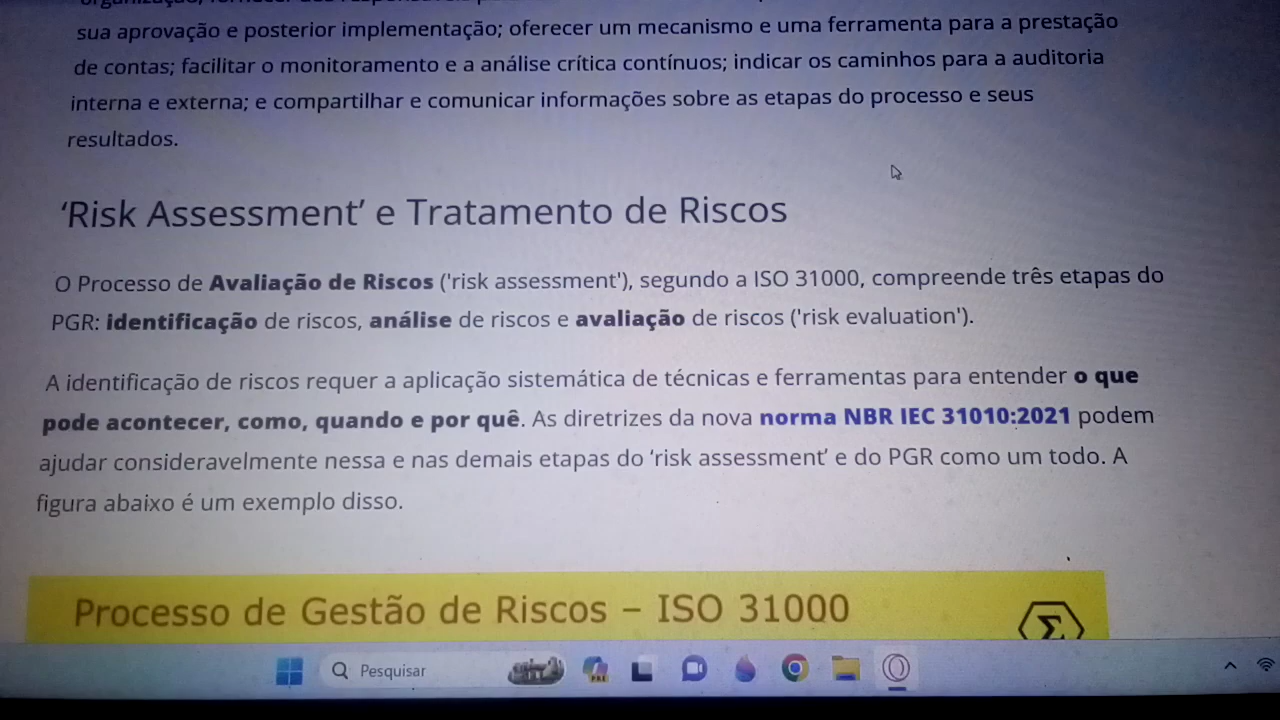 sua aprovação e posterior implementação; oferecer um mecanismo e uma ferramenta para a prestação
de contas; facilitar o monitoramento e a análise crítica contínuos; indicar os caminhos para a auditoria
interna e externa; e compartilhar e comunicar informações sobre as etapas do processo e seus
resultados.
‘Risk Assessment’ e Tratamento de Riscos
O Processo de Avaliação de Riscos ('risk assessment'), segundo a ISO 31000, compreende três etapas do
PGR: identificação de riscos, análise de riscos e avaliação de riscos ('risk evaluation').
A identificação de riscos requer a aplicação sistemática de técnicas e ferramentas para entender o que
pode acontecer, como, quando e por quê. As diretrizes da nova norma NBR IEC 31010:2021 podem
ajudar consideravelmente nessa e nas demais etapas do ‘risk assessment’ e do PGR como um todo. A
figura abaixo é um exemplo disso.
Processo de Gestão de Riscos – ISO 31000
Σ
Pesquisar
PRE